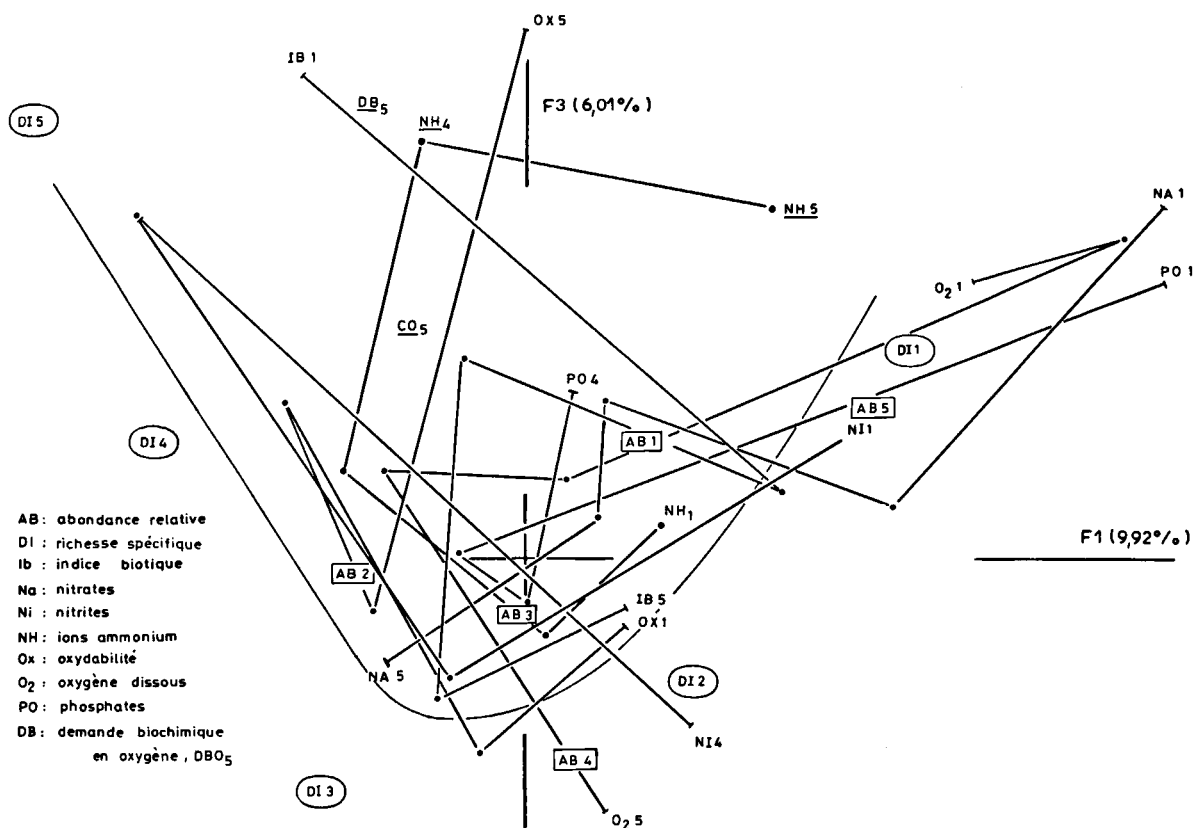 OX5
IB1
DB5
F3 (6,01%)
DI5
NH4
NH5
NA1
O2 1
PO1
CO5
DI1
PO4
AB5
AB1
NI1
DI4
NH1
F1 (9,92%)
AB: abondance relative
DI: richesse spécifique
Ib: indice biotique
Na: nitrates
Ni: nitrites
NH: ions ammonium
Ox: oxydabilité
O2: oxygène dissous
PO: phosphates
DB: demande biochimique
en oxygène, DBO5
AB2
AB3
IB5
OX1
NA5
DI2
NI4
AB4
DI3
O2 5